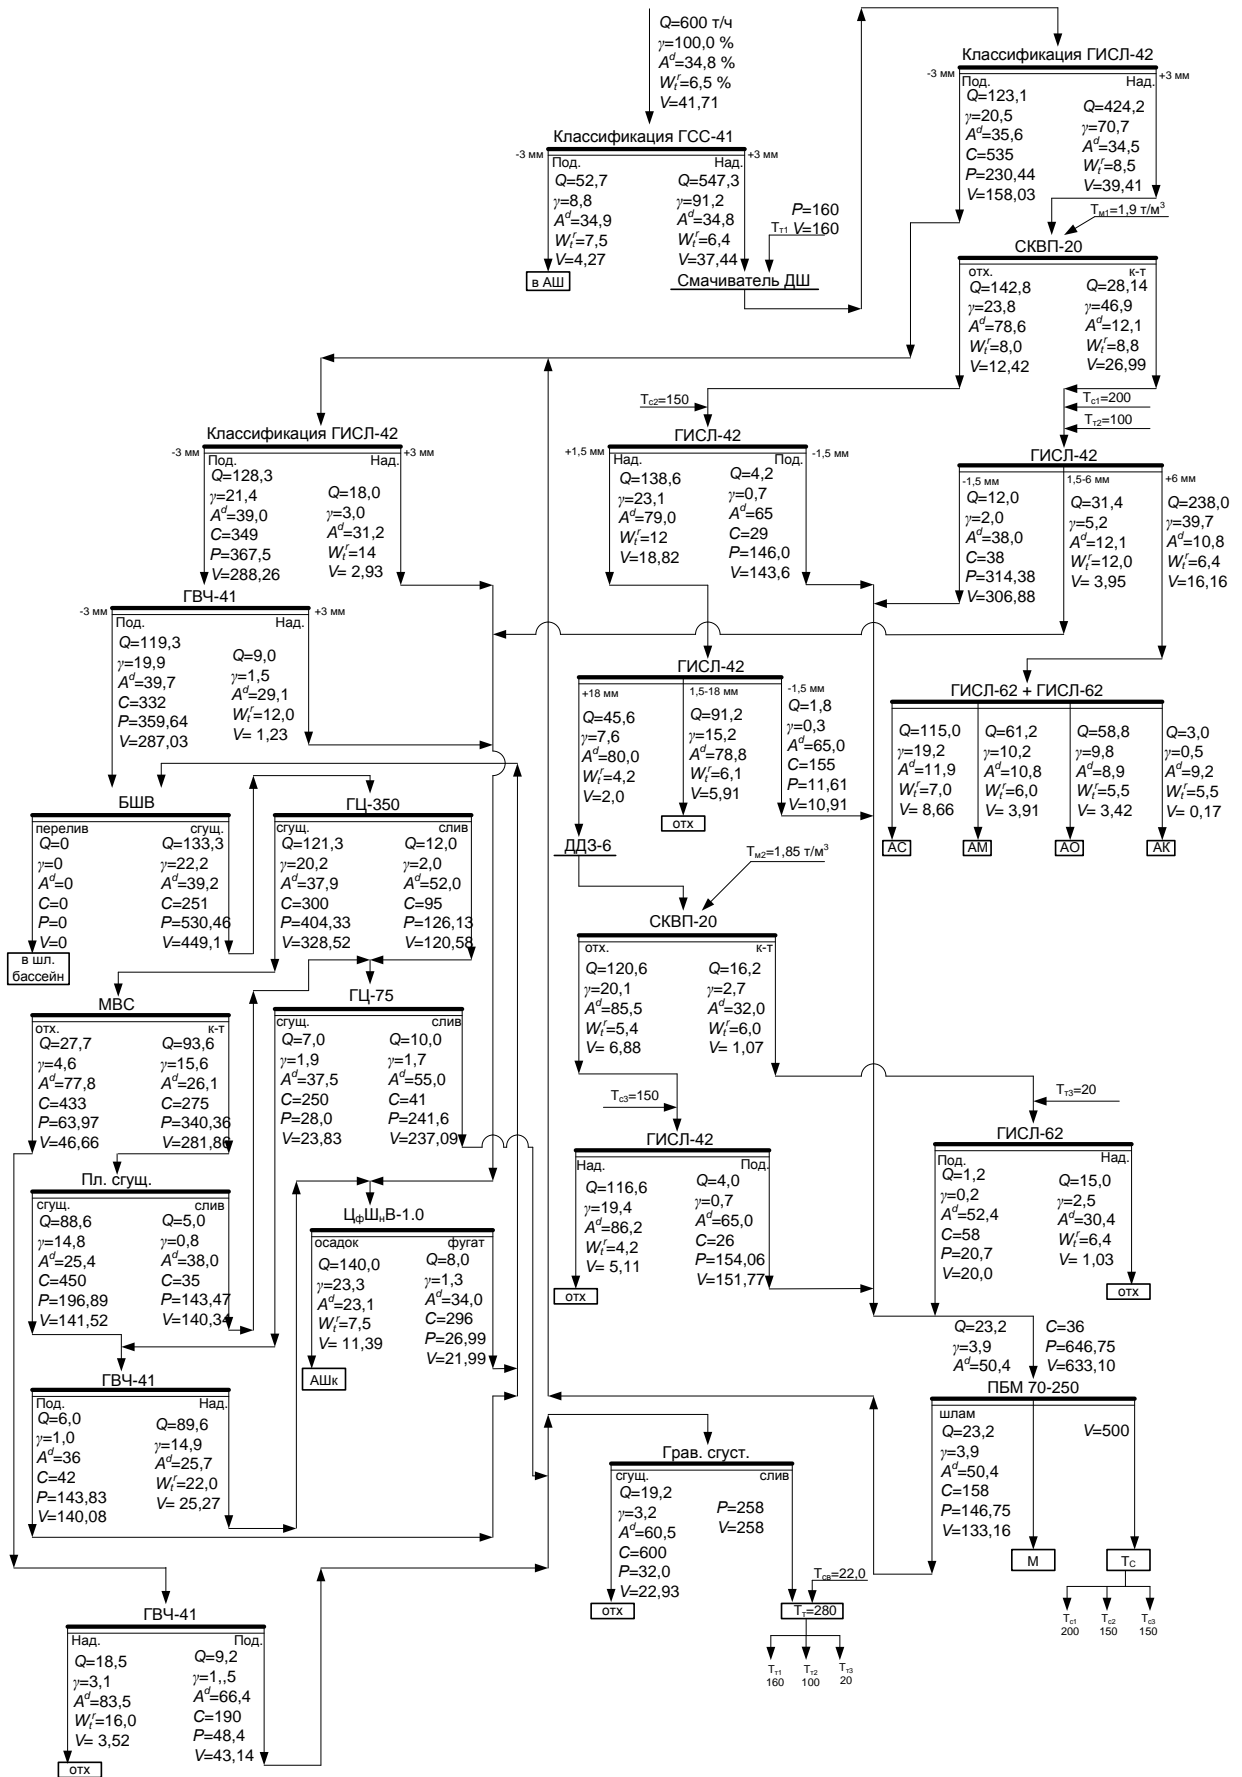 Q=600 т/ч
γ=100,0 %
Aᵈ=34,8 %
Wₜʳ=6,5 %
V=41,71
Классификация ГСС-41
-3 мм
+3 мм
Под.
Q=52,7
γ=8,8
Aᵈ=34,9
Wₜʳ=7,5
V=4,27
в АШ
Над.
Q=547,3
γ=91,2
Aᵈ=34,8
Wₜʳ=6,4
V=37,44
P=160
Tт1 V=160
Смачиватель ДШ
Классификация ГИСЛ-42
-3 мм
+3 мм
Под.
Q=123,1
γ=20,5
Aᵈ=35,6
C=535
P=230,44
V=158,03
Над.
Q=424,2
γ=70,7
Aᵈ=34,5
Wₜʳ=8,5
V=39,41
Tм1=1,9 т/м³
СКВП-20
отх.
Q=142,8
γ=23,8
Aᵈ=78,6
Wₜʳ=8,0
V=12,42
к-т
Q=28,14
γ=46,9
Aᵈ=12,1
Wₜʳ=8,8
V=26,99
Tс2=150
Tс1=200
Tт2=100
Классификация ГИСЛ-42
-3 мм
+3 мм
Под.
Q=128,3
γ=21,4
Aᵈ=39,0
C=349
P=367,5
V=288,26
Над.
Q=18,0
γ=3,0
Aᵈ=31,2
Wₜʳ=14
V= 2,93
ГИСЛ-42
+1,5 мм
-1,5 мм
Над.
Q=138,6
γ=23,1
Aᵈ=79,0
Wₜʳ=12
V=18,82
Под.
Q=4,2
γ=0,7
Aᵈ=65
C=29
P=146,0
V=143,6
ГИСЛ-42
-1,5 мм
Q=12,0
γ=2,0
Aᵈ=38,0
C=38
P=314,38
V=306,88
1,5-6 мм
Q=31,4
γ=5,2
Aᵈ=12,1
Wₜʳ=12,0
V= 3,95
+6 мм
Q=238,0
γ=39,7
Aᵈ=10,8
Wₜʳ=6,4
V=16,16
ГВЧ-41
-3 мм
+3 мм
Под.
Q=119,3
γ=19,9
Aᵈ=39,7
C=332
P=359,64
V=287,03
Над.
Q=9,0
γ=1,5
Aᵈ=29,1
Wₜʳ=12,0
V= 1,23
ГИСЛ-42
+18 мм
Q=45,6
γ=7,6
Aᵈ=80,0
Wₜʳ=4,2
V=2,0
1,5-18 мм
Q=91,2
γ=15,2
Aᵈ=78,8
Wₜʳ=6,1
V=5,91
отх
-1,5 мм
Q=1,8
γ=0,3
Aᵈ=65,0
C=155
P=11,61
V=10,91
ГИСЛ-62 + ГИСЛ-62
Q=115,0
γ=19,2
Aᵈ=11,9
Wₜʳ=7,0
V= 8,66
АС
Q=61,2
γ=10,2
Aᵈ=10,8
Wₜʳ=6,0
V= 3,91
АМ
Q=58,8
γ=9,8
Aᵈ=8,9
Wₜʳ=5,5
V= 3,42
АО
Q=3,0
γ=0,5
Aᵈ=9,2
Wₜʳ=5,5
V= 0,17
АК
БШВ
перелив
Q=0
γ=0
Aᵈ=0
C=0
P=0
V=0
в шл.
бассейн
сгущ.
Q=133,3
γ=22,2
Aᵈ=39,2
C=251
P=530,46
V=449,1
ГЦ-350
сгущ.
Q=121,3
γ=20,2
Aᵈ=37,9
C=300
P=404,33
V=328,52
слив
Q=12,0
γ=2,0
Aᵈ=52,0
C=95
P=126,13
V=120,58
ДДЗ-6
Tм2=1,85 т/м³
СКВП-20
отх.
Q=120,6
γ=20,1
Aᵈ=85,5
Wₜʳ=5,4
V= 6,88
к-т
Q=16,2
γ=2,7
Aᵈ=32,0
Wₜʳ=6,0
V= 1,07
МВС
отх.
Q=27,7
γ=4,6
Aᵈ=77,8
C=433
P=63,97
V=46,66
к-т
Q=93,6
γ=15,6
Aᵈ=26,1
C=275
P=340,36
V=281,86
ГЦ-75
сгущ.
Q=7,0
γ=1,9
Aᵈ=37,5
C=250
P=28,0
V=23,83
слив
Q=10,0
γ=1,7
Aᵈ=55,0
C=41
P=241,6
V=237,09
Tс3=150
Tт3=20
ГИСЛ-42
Над.
Q=116,6
γ=19,4
Aᵈ=86,2
Wₜʳ=4,2
V= 5,11
отх
Под.
Q=4,0
γ=0,7
Aᵈ=65,0
C=26
P=154,06
V=151,77
ГИСЛ-62
Под.
Q=1,2
γ=0,2
Aᵈ=52,4
C=58
P=20,7
V=20,0
Над.
Q=15,0
γ=2,5
Aᵈ=30,4
Wₜʳ=6,4
V= 1,03
отх
Пл. сгущ.
сгущ.
Q=88,6
γ=14,8
Aᵈ=25,4
C=450
P=196,89
V=141,52
слив
Q=5,0
γ=0,8
Aᵈ=38,0
C=35
P=143,47
V=140,34
ЦфШнВ-1.0
осадок
Q=140,0
γ=23,3
Aᵈ=23,1
Wₜʳ=7,5
V= 11,39
АШк
фугат
Q=8,0
γ=1,3
Aᵈ=34,0
C=296
P=26,99
V=21,99
Q=23,2
γ=3,9
Aᵈ=50,4
C=36
P=646,75
V=633,10
ГВЧ-41
Под.
Q=6,0
γ=1,0
Aᵈ=36
C=42
P=143,83
V=140,08
Над.
Q=89,6
γ=14,9
Aᵈ=25,7
Wₜʳ=22,0
V= 25,27
ПБМ 70-250
шлам
Q=23,2
γ=3,9
Aᵈ=50,4
C=158
P=146,75
V=133,16
V=500
М
Tс
Tс1
200
Tс2
150
Tс3
150
Грав. сгуст.
сгущ.
Q=19,2
γ=3,2
Aᵈ=60,5
C=600
P=32,0
V=22,93
отх
слив
P=258
V=258
Tсв=22,0
Tт=280
Tт1
160
Tт2
100
Tт3
20
ГВЧ-41
Над.
Q=18,5
γ=3,1
Aᵈ=83,5
Wₜʳ=16,0
V= 3,52
отх
Под.
Q=9,2
γ=1,,5
Aᵈ=66,4
C=190
P=48,4
V=43,14